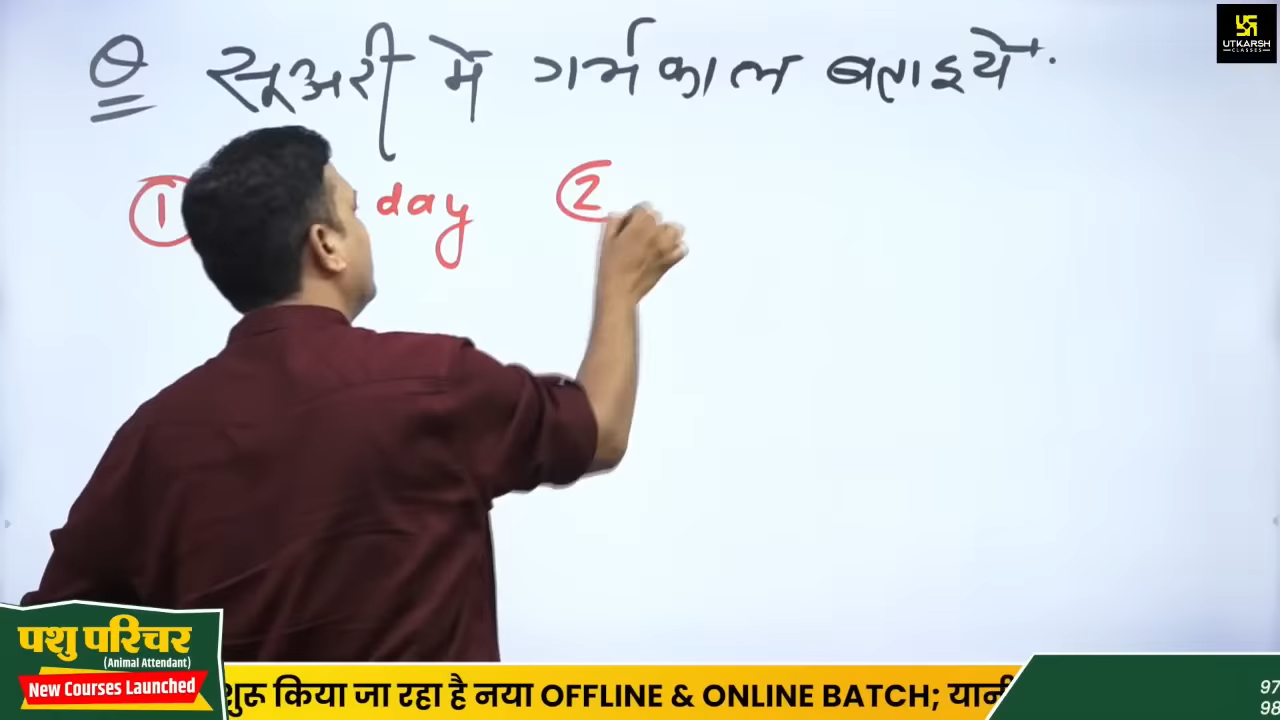 Q सूअरी में गर्भकाल बताइयें.
① day ②
UTKARSH
CLASSES
पशु परिचर
(Animal Attendant)
New Courses Launched
शुरू किया जा रहा है नया OFFLINE & ONLINE BATCH; यानी
97
98